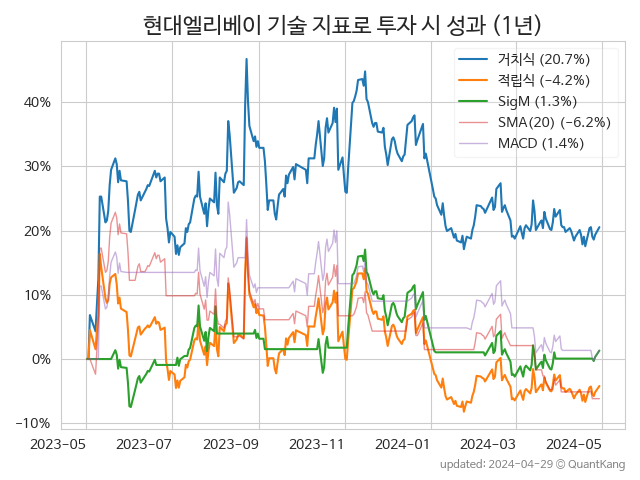 현대엘리베이 기술 지표로 투자 시 성과 (1년)
거치식 (20.7%)
적립식 (−4.2%)
SigM (1.3%)
SMA(20) (−6.2%)
MACD (1.4%)
40%
30%
20%
10%
0%
−10%
2023-05 2023-07 2023-09 2023-11 2024-01 2024-03 2024-05
updated: 2024-04-29 © QuantKang